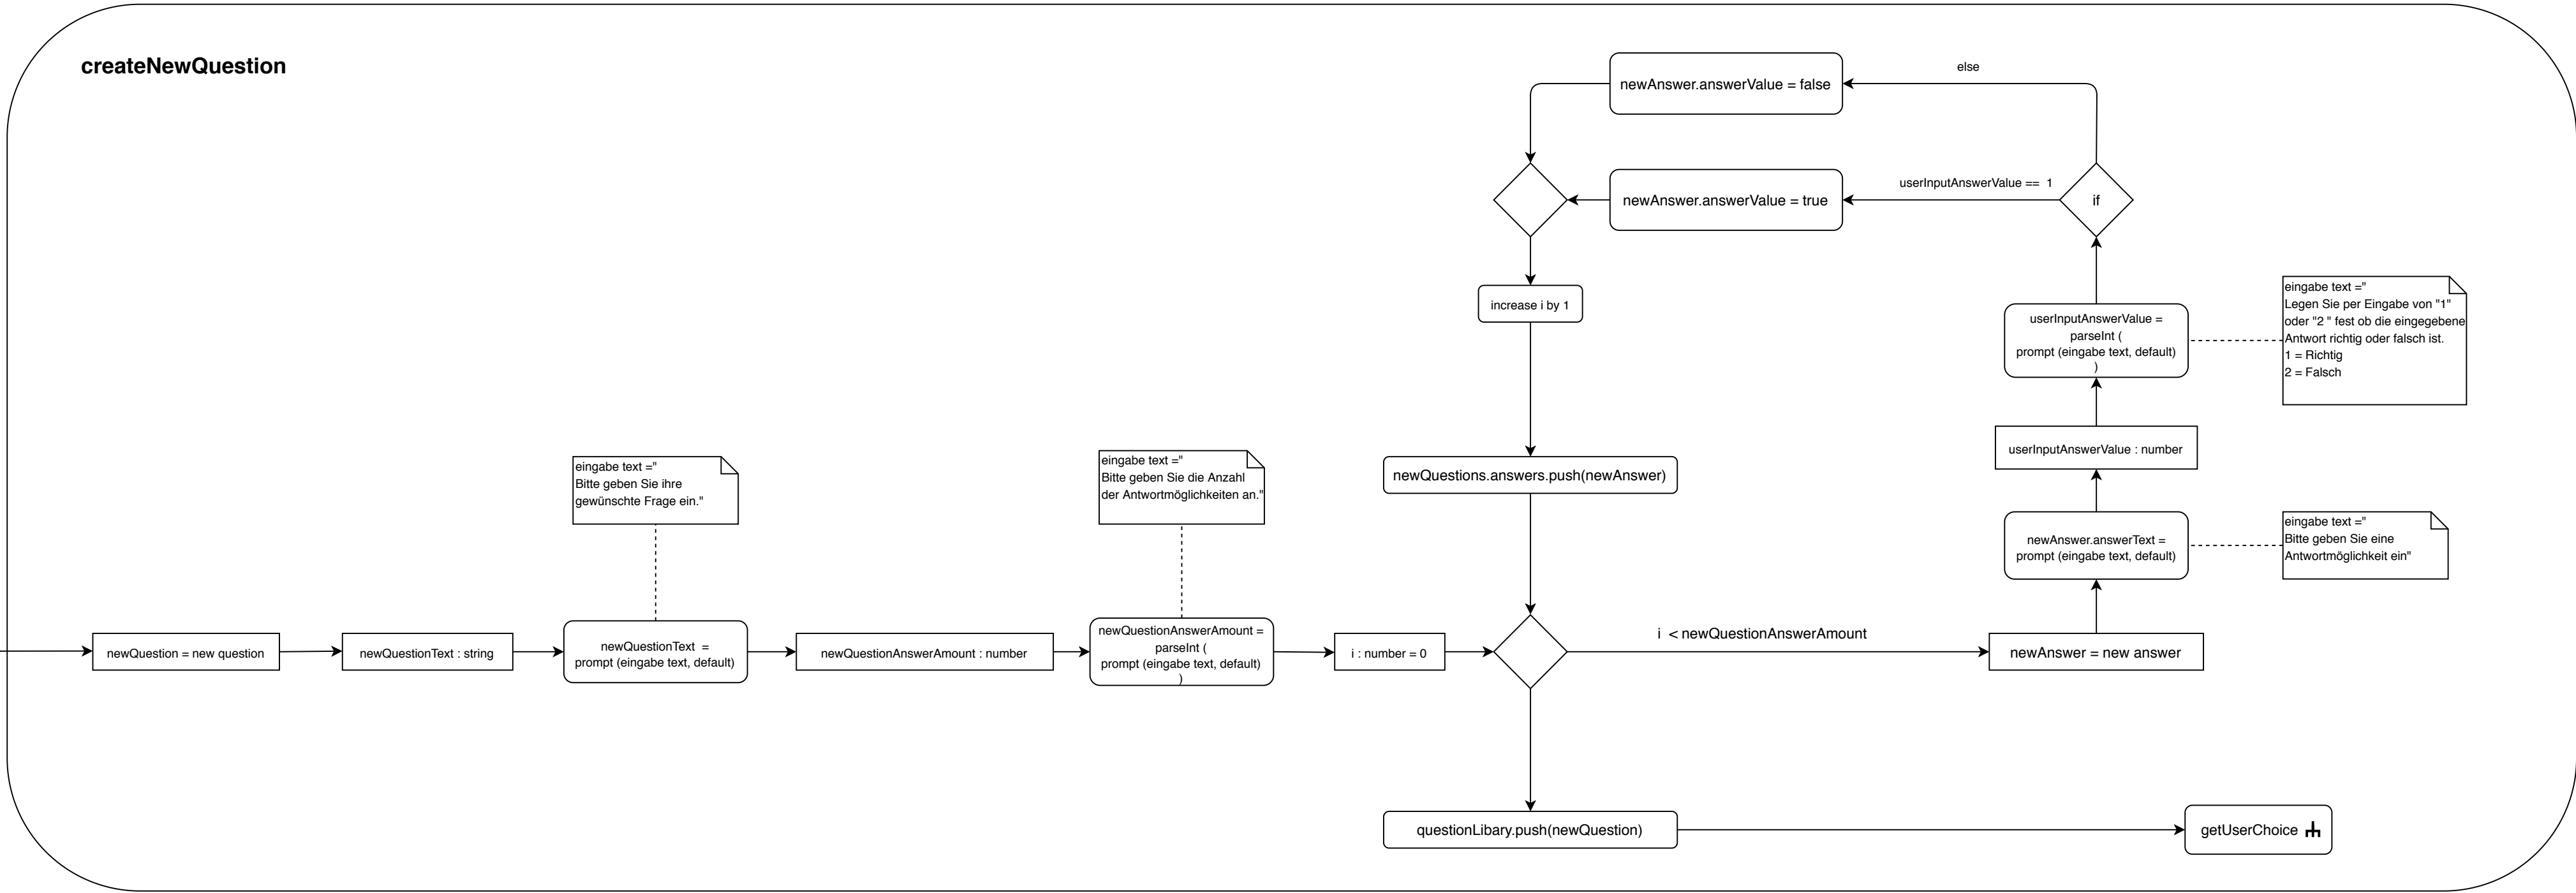 createNewQuestion
newAnswer.answerValue = false
else
newAnswer.answerValue = true
userInputAnswerValue ==  1
if
increase i by 1
userInputAnswerValue =
parseInt (
prompt (eingabe text, default)
)
eingabe text ="
Legen Sie per Eingabe von "1"
oder "2 " fest ob die eingegebene
Antwort richtig oder falsch ist.
1 = Richtig
2 = Falsch
userInputAnswerValue : number
newQuestions.answers.push(newAnswer)
eingabe text ="
Bitte geben Sie ihre
gewünschte Frage ein."
eingabe text ="
Bitte geben Sie die Anzahl
der Antwortmöglichkeiten an."
newAnswer.answerText =
prompt (eingabe text, default)
eingabe text ="
Bitte geben Sie eine
Antwortmöglichkeit ein"
newQuestion = new question
newQuestionText : string
newQuestionText  =
prompt (eingabe text, default)
newQuestionAnswerAmount : number
newQuestionAnswerAmount =
parseInt (
prompt (eingabe text, default)
)
i : number = 0
i  < newQuestionAnswerAmount
newAnswer = new answer
questionLibary.push(newQuestion)
getUserChoice